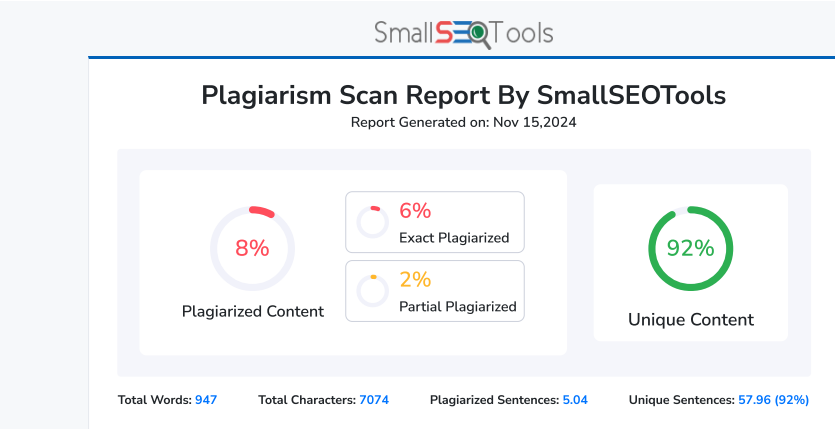 SmallSEOTools
Plagiarism Scan Report By SmallSEOTools
Report Generated on: Nov 15,2024
8%
Plagiarized Content
6%
Exact Plagiarized
2%
Partial Plagiarized
92%
Unique Content
Total Words: 947 Total Characters: 7074 Plagiarized Sentences: 5.04 Unique Sentences: 57.96 (92%)